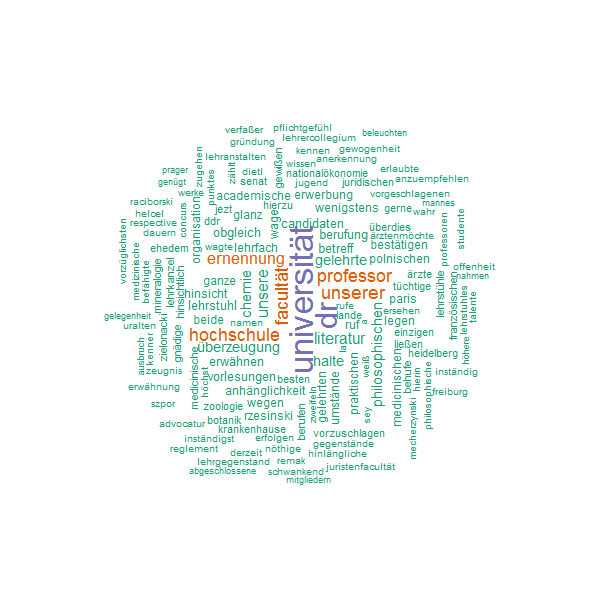 verfaßer
pflichtgefühl
beleuchten
gründung
lehrercollegium
lehranstalten
kennen
gewogenheit
wissen
anerkennung
prager
zugehen
zählt
dietl
gewißen
nationalökonomie
erlaubte
genügt
senat
jugend
juridischen
anzuempfehlen
werke
punktes
academische
erwerbung
vorgeschlagenen
raciborski
jezt
hierzu
wenigstens
gerne
mannes
helcel
concurs
organisation
glanz
wage
wahr
respective
ddr
candidaten
überdies
professoren
studente
dauern
obgleich
universität
berufung
ärztenmöchte
vorzüglichsten
ehedem
wagte
lehrfach
betreff
bestätigen
medizinische
befähigte
mineralogie
lehrkanzel
hinsichtlich
ernennung
gelehrte
polnischen
offenheit
ganze
chemie
unsere
facultät
professor
ärzte
nahmen
hinsicht
unserer
tüchtige
lehrstühle
französischen
höhere
lehrstuhles
talente
lehrstuhl
dr
rufe
paris
gelegenheit
beide
namen
lande
a
ersehen
uralten
zielonacki
gnädige
hochschule
ruf
legen
philosophischen
einzigen
ausbruch
kenner
überzeugung
literatur
la
ließen
heidelberg
zeugnis
medicinische
erwähnen
halte
weiß
praktischen
medicinischen
behufe
hierin
inständig
erwähnung
höchst
vorlesungen
besten
umstände
philosophische
freiburg
anhänglichkeit
gelehrten
szpor
zoologie
wegen
zweifeln
sey
mecherzynski
advocatur
botanik
rzesinski
berufen
krankenhause
vorzuschlagen
inständigst
erfolgen
gegenstände
reglement
derzeit
nöthige
hinlängliche
lehrgegenstand
remak
juristenfacultät
abgeschlossene
schwankend
mitgliedern